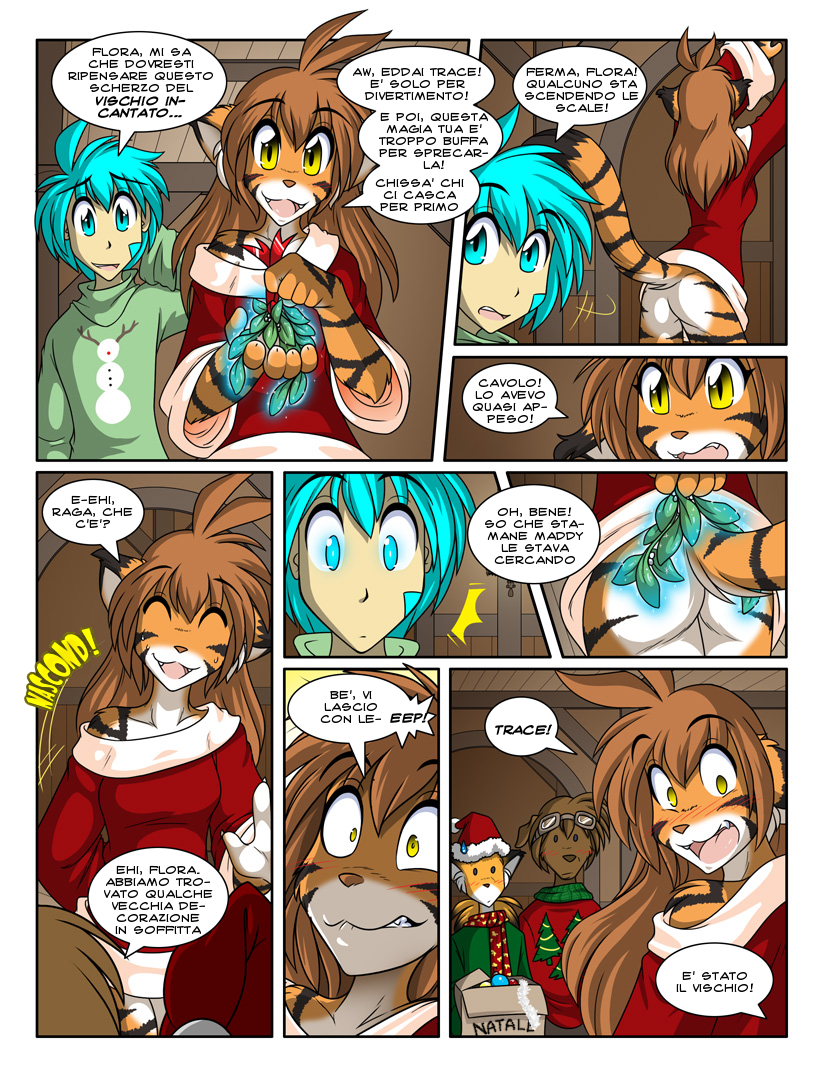 FLORA, MI SA
CHE DOVRESTI
RIPENSARE QUESTO
SCHERZO DEL
VISCHIO IN-
CANTATO...
AW, EDDAI TRACE!
E' SOLO PER
DIVERTIMENTO!
E POI, QUESTA
MAGIA TUA E'
TROPPO BUFFA
PER SPRECAR-
LA!
CHISSA' CHI
CI CASCA
PER PRIMO
FERMA, FLORA!
QUALCUNO STA
SCENDENDO LE
SCALE!
CAVOLO!
LO AVEVO
QUASI AP-
PESO!
E-EHI,
RAGA, CHE
C'E'?
NASCOND!
EHI, FLORA.
ABBIAMO TRO-
VATO QUALCHE
VECCHIA DE-
CORAZIONE
IN SOFFITTA
OH, BENE!
SO CHE STA-
MANE MADDY
LE STAVA
CERCANDO
BE', VI
LASCIO
CON LE-
EEP!
TRACE!
NATALE
E' STATO
IL VISCHIO!